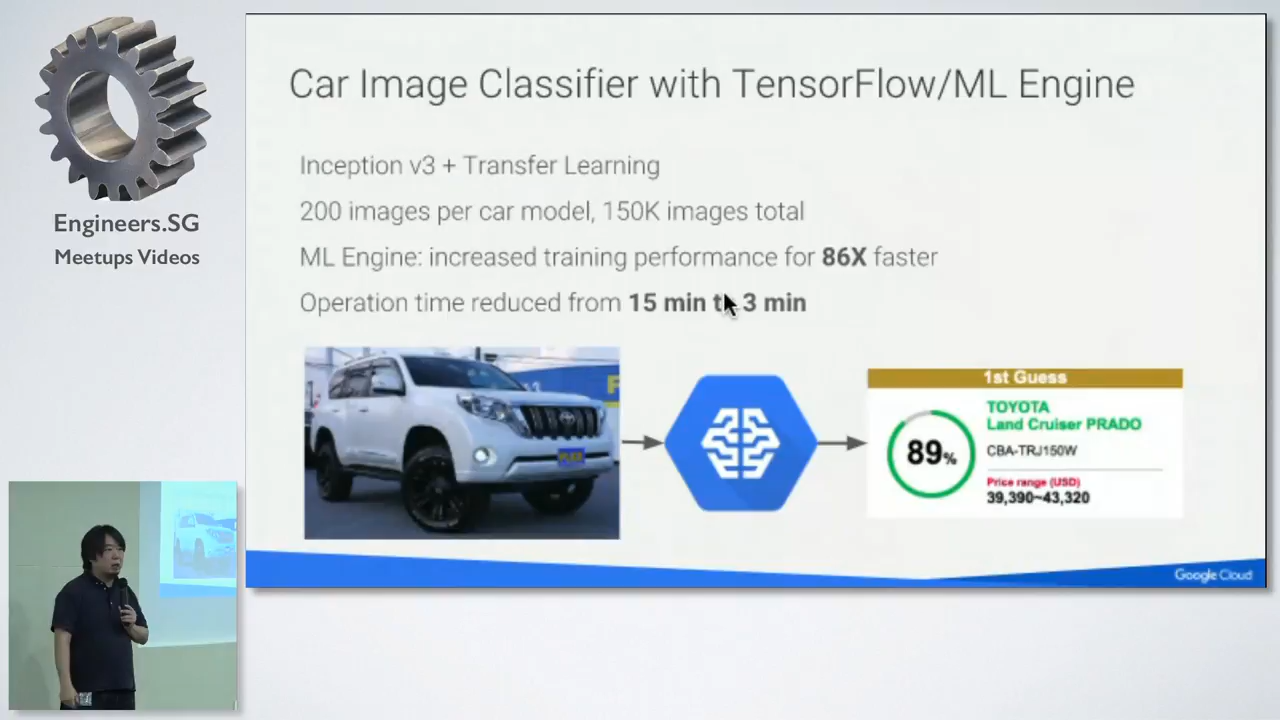 Engineers.SG
Meetups Videos
Car Image Classifier with TensorFlow/ML Engine
Inception v3 + Transfer Learning
200 images per car model, 150K images total
ML Engine: increased training performance for 86X faster
Operation time reduced from 15 min to 3 min
1st Guess
89%
TOYOTA
Land Cruiser PRADO
CBA-TRJ150W
Price range (USD)
39,390~43,320
Google Cloud